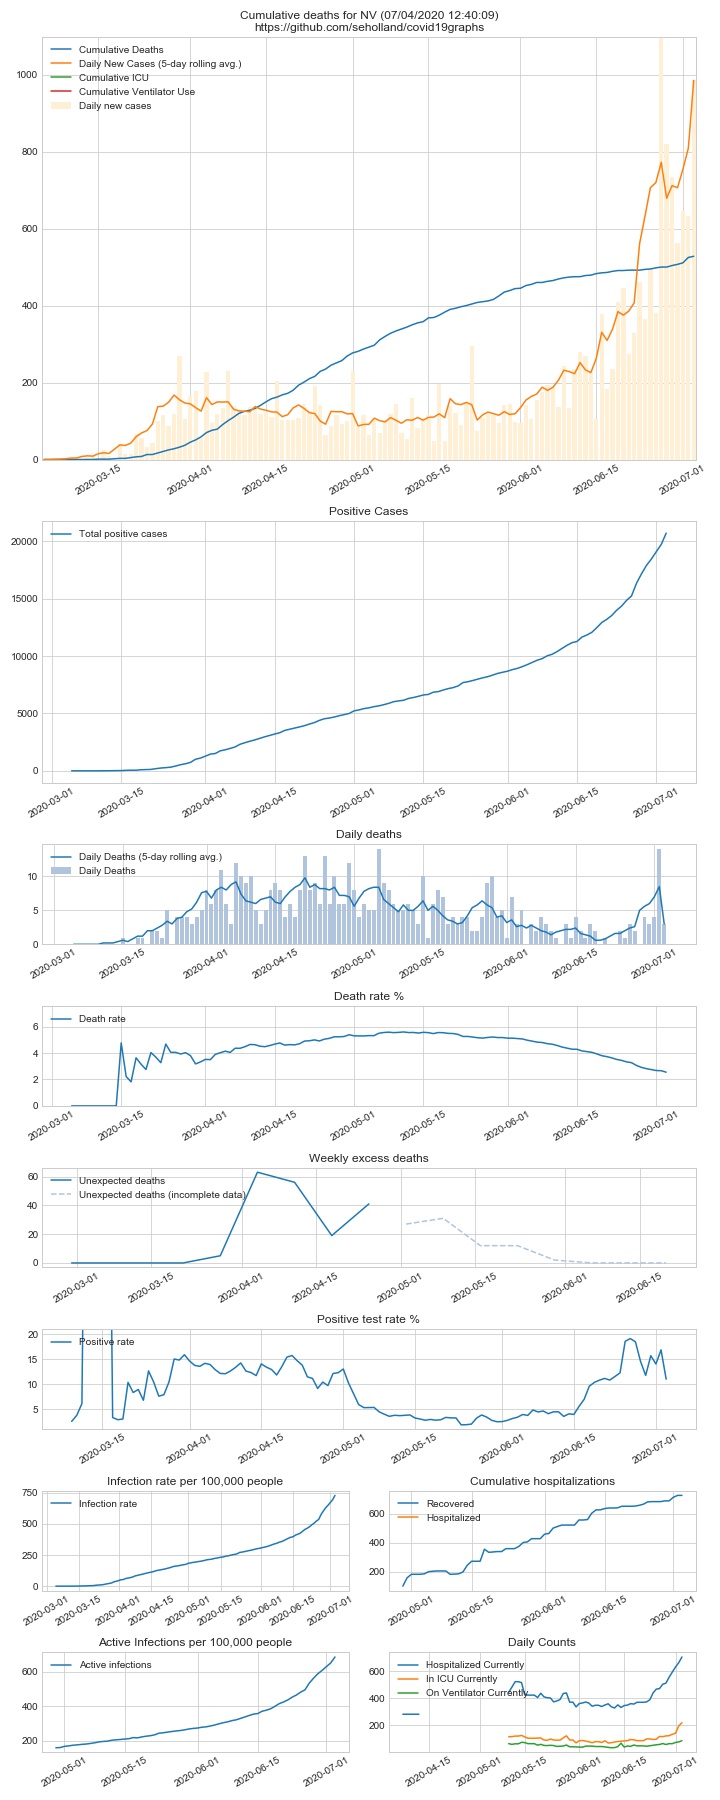 Cumulative deaths for NV (07/04/2020 12:40:09)
https://github.com/seholland/covid19graphs
Cumulative Deaths
Daily New Cases (5-day rolling avg.)
Cumulative ICU
Cumulative Ventilator Use
Daily new cases
1000
800
600
400
200
0
2020-03-15 2020-04-01 2020-04-15 2020-05-01 2020-05-15 2020-06-01 2020-06-15 2020-07-01
Positive Cases
Total positive cases
20000
15000
10000
5000
0
2020-03-01 2020-03-15 2020-04-01 2020-04-15 2020-05-01 2020-05-15 2020-06-01 2020-06-15 2020-07-01
Daily deaths
Daily Deaths (5-day rolling avg.)
Daily Deaths
10
5
0
2020-03-01 2020-03-15 2020-04-01 2020-04-15 2020-05-01 2020-05-15 2020-06-01 2020-06-15 2020-07-01
Death rate %
Death rate
6
4
2
0
2020-03-01 2020-03-15 2020-04-01 2020-04-15 2020-05-01 2020-05-15 2020-06-01 2020-06-15 2020-07-01
Weekly excess deaths
Unexpected deaths
Unexpected deaths (incomplete data)
60
40
20
0
2020-03-01 2020-03-15 2020-04-01 2020-04-15 2020-05-01 2020-05-15 2020-06-01 2020-06-15
Positive test rate %
Positive rate
20
15
10
5
2020-03-15 2020-04-01 2020-04-15 2020-05-01 2020-05-15 2020-06-01 2020-06-15 2020-07-01
Infection rate per 100,000 people
Infection rate
750
500
250
0
2020-03-01 2020-03-15 2020-04-01 2020-04-15 2020-05-01 2020-05-15 2020-06-01 2020-06-15 2020-07-01
Cumulative hospitalizations
Recovered
Hospitalized
600
400
200
2020-05-01 2020-05-15 2020-06-01 2020-06-15 2020-07-01
Active Infections per 100,000 people
Active infections
600
400
200
2020-05-01 2020-05-15 2020-06-01 2020-06-15 2020-07-01
Daily Counts
Hospitalized Currently
In ICU Currently
On Ventilator Currently
600
400
200
2020-04-15 2020-05-01 2020-05-15 2020-06-01 2020-06-15 2020-07-01